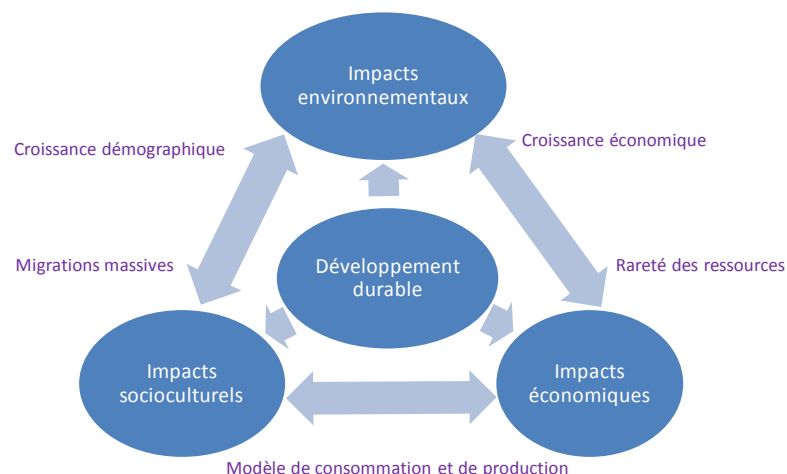 Impacts
environnementaux
Croissance démographique
Croissance économique
Migrations massives
Développement
durable
Rareté des ressources
Impacts
socioculturels
Impacts
économiques
Modèle de consommation et de production